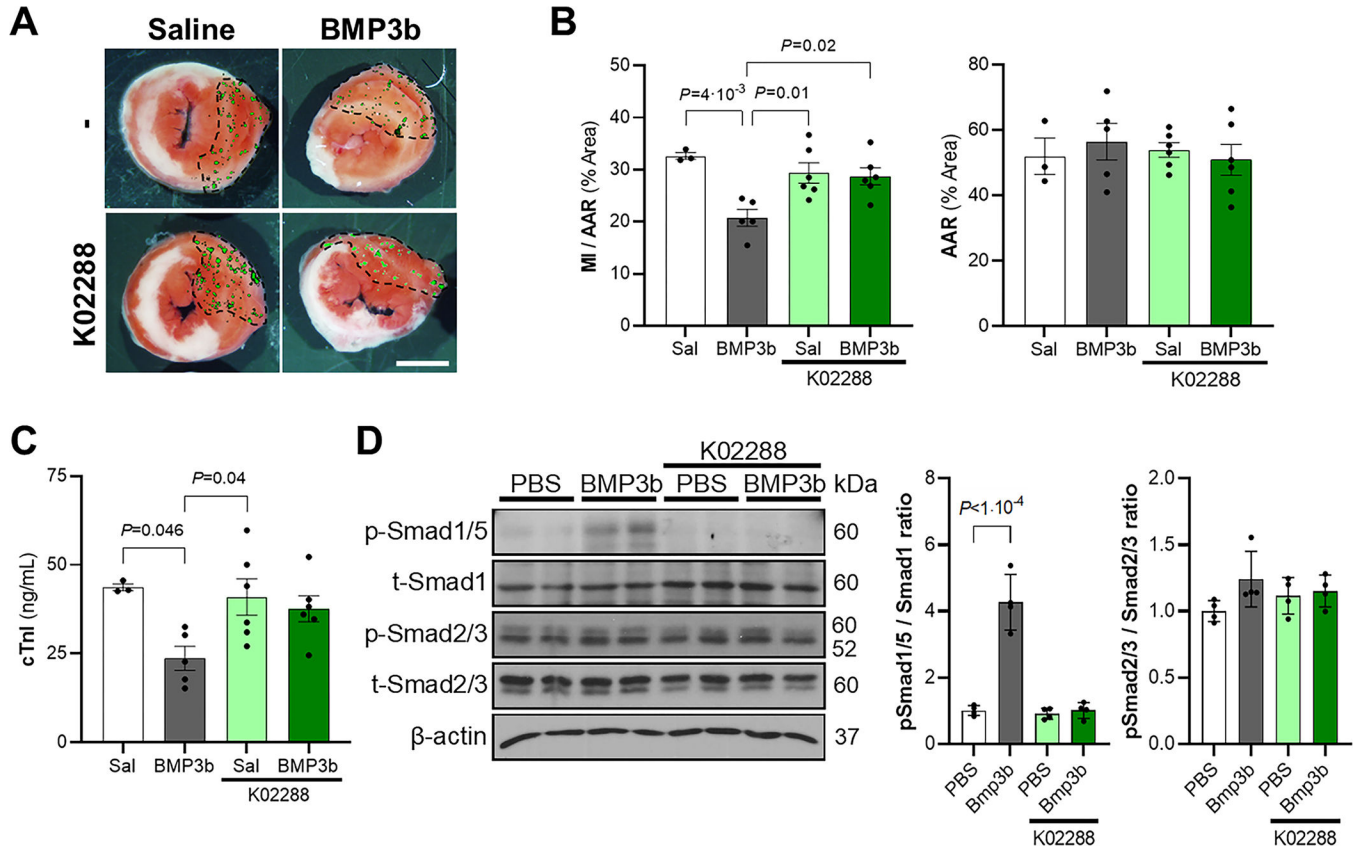 A
Saline BMP3b
-
K02288
B
MI / AAR (% Area)
50
40
30
20
10
0
P=0.02
P=4·10-3 P=0.01
Sal BMP3b Sal BMP3b
K02288
AAR (% Area)
80
60
40
20
0
Sal BMP3b Sal BMP3b
K02288
C
cTnI (ng/mL)
75
50
25
0
P=0.04
P=0.046
Sal BMP3b Sal BMP3b
K02288
D
K02288
PBS BMP3b PBS BMP3b kDa
p-Smad1/5 60
t-Smad1 60
p-Smad2/3 60
52
t-Smad2/3 60
β-actin 37
pSmad1/5 / Smad1 ratio
8
6
4
2
0
P<1·10-4
PBS Bmp3b PBS Bmp3b
K02288
pSmad2/3 / Smad2/3 ratio
2.0
1.5
1.0
0.5
0.0
PBS Bmp3b PBS Bmp3b
K02288